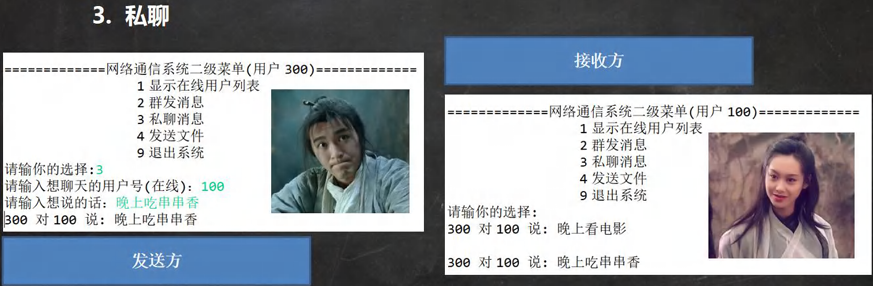 3. 私聊
=============网络通信系统二级菜单(用户 300)=============
1 显示在线用户列表
2 群发消息
3 私聊消息
4 发送文件
9 退出系统
请输你的选择:3
请输入想聊天的用户号(在线): 100
请输入想说的话: 晚上吃串串香
300 对 100 说: 晚上吃串串香
发送方
接收方
=============网络通信系统二级菜单(用户 100)=============
1 显示在线用户列表
2 群发消息
3 私聊消息
4 发送文件
9 退出系统
请输你的选择:
300 对 100 说: 晚上看电影
300 对 100 说: 晚上吃串串香